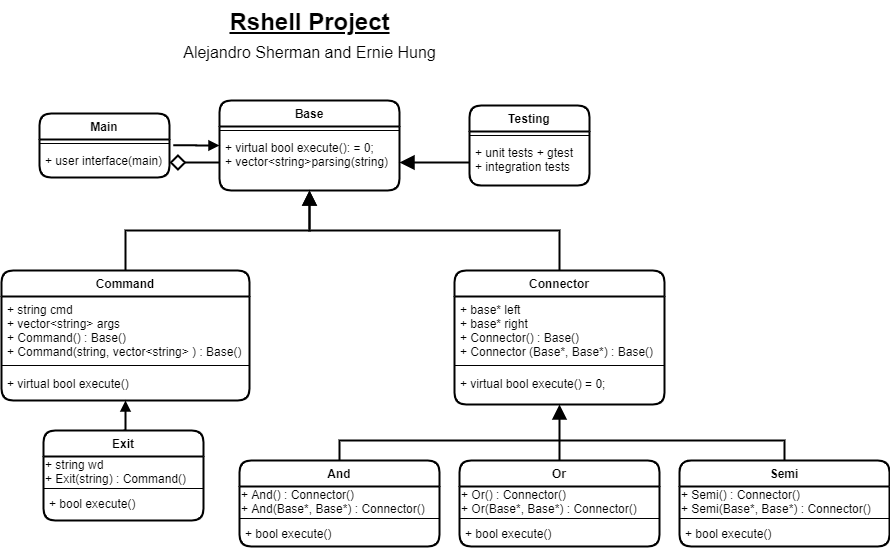 Rshell Project
Alejandro Sherman and Ernie Hung
Main
+ user interface(main)
Base
+ virtual bool execute(): = 0;
+ vector<string>parsing(string)
Testing
+ unit tests + gtest
+ integration tests
Command
+ string cmd
+ vector<string> args
+ Command() : Base()
+ Command(string, vector<string> ) : Base()
+ virtual bool execute()
Connector
+ base* left
+ base* right
+ Connector() : Base()
+ Connector (Base*, Base*) : Base()
+ virtual bool execute() = 0;
Exit
+ string wd
+ Exit(string) : Command()
+ bool execute()
And
+ And() : Connector()
+ And(Base*, Base*) : Connector()
+ bool execute()
Or
+ Or() : Connector()
+ Or(Base*, Base*) : Connector()
+ bool execute()
Semi
+ Semi() : Connector()
+ Semi(Base*, Base*) : Connector()
+ bool execute()